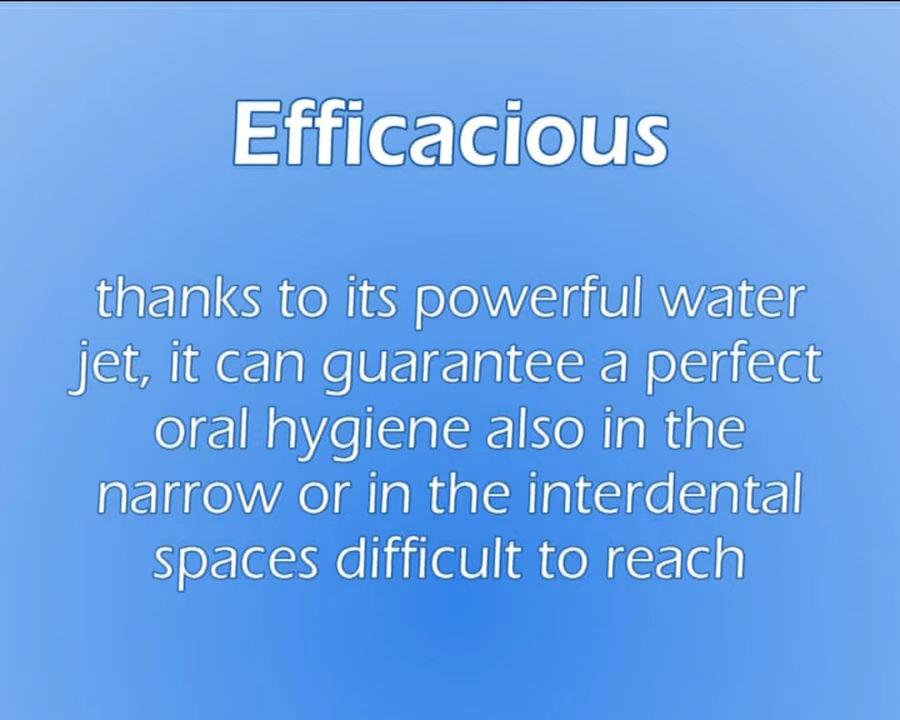 Efficacious
thanks to its powerful water
jet, it can guarantee a perfect
oral hygiene also in the
narrow or in the interdental
spaces difficult to reach